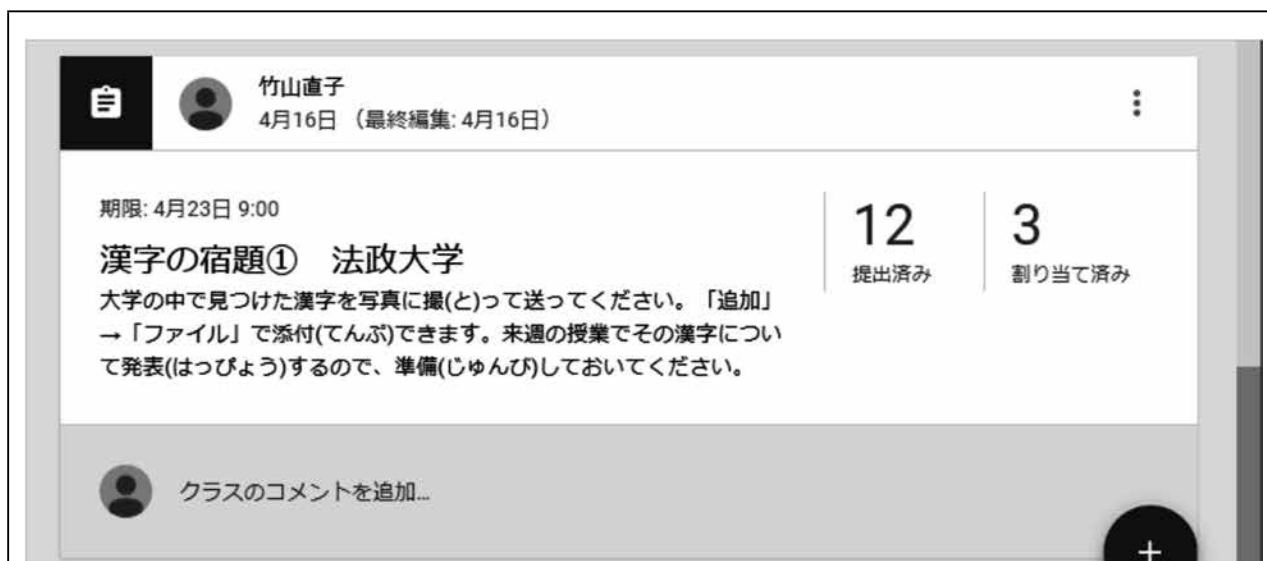 竹山直子
4月16日 （最終編集: 4月16日）
期限: 4月23日 9:00
漢字の宿題①　法政大学
大学の中で見つけた漢字を写真に撮(と)って送ってください。「追加」
→「ファイル」で添付(てんぷ)できます。来週の授業でその漢字につい
て発表(はっぴょう)するので、準備(じゅんび)しておいてください。
12
提出済み
3
割り当て済み
クラスのコメントを追加...